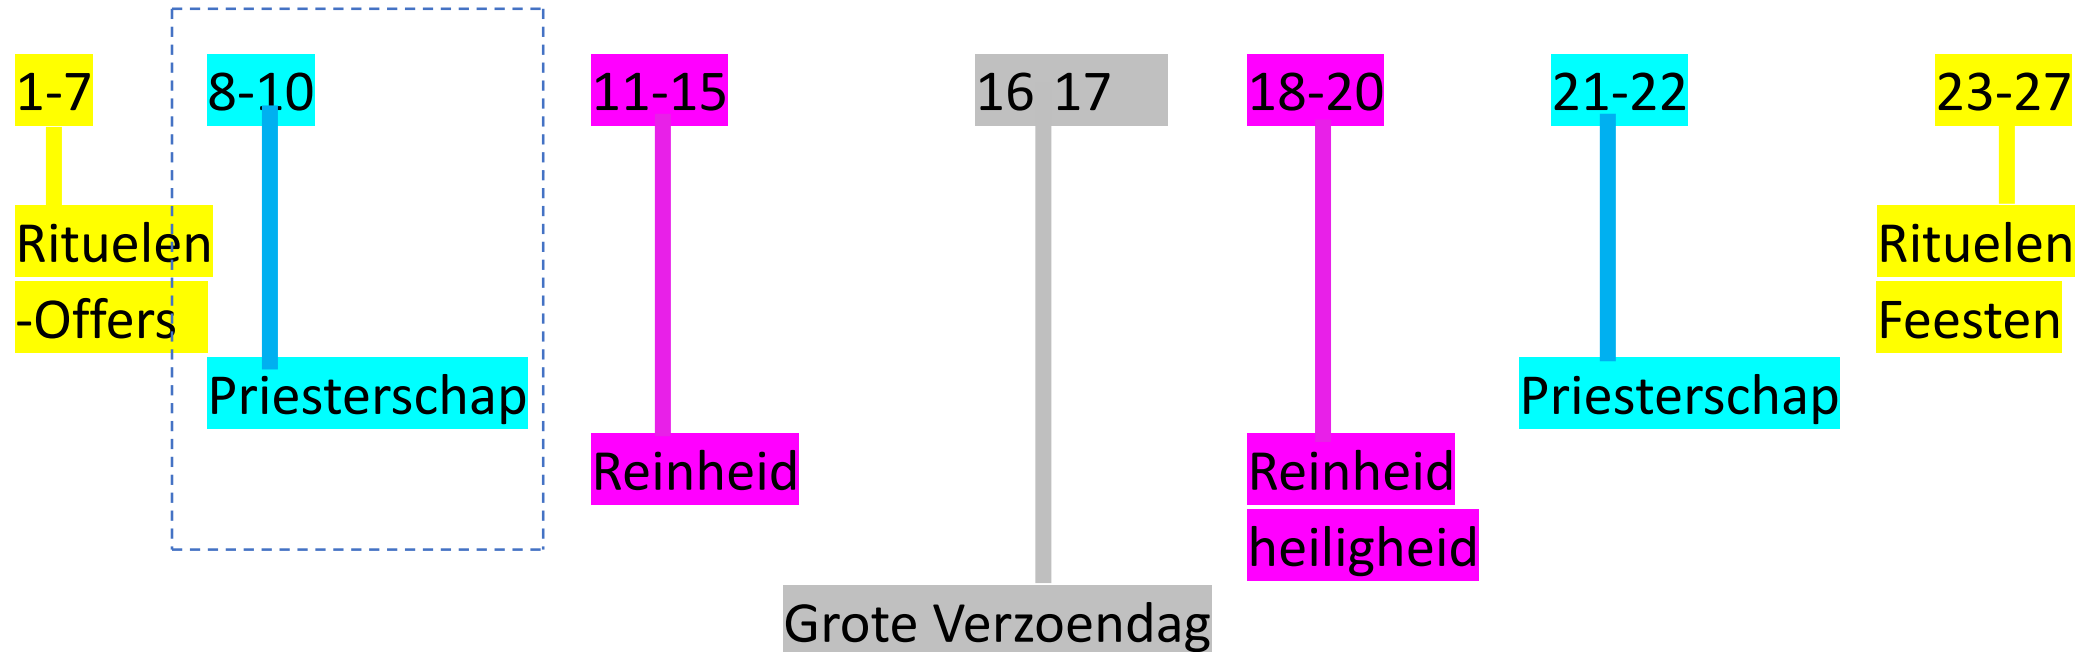 1-7 8-10 11-15 16 17 18-20 21-22 23-27
Rituelen Rituelen
-Offers Feesten
Priesterschap Priesterschap
Reinheid Reinheid
heiligheid
Grote Verzoendag